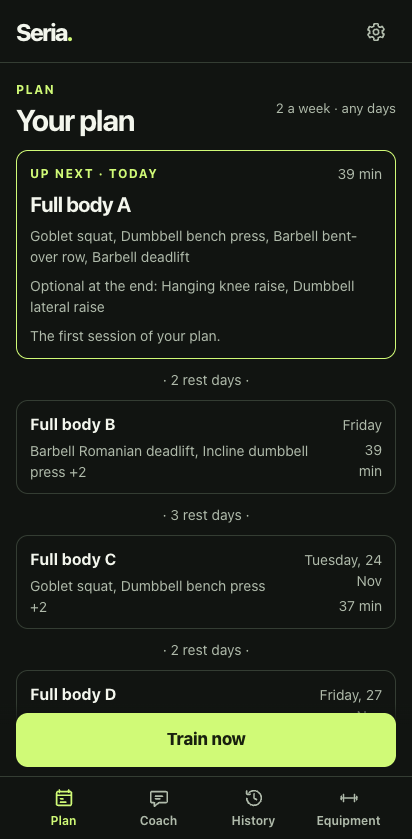 Seria.
PLAN
Your plan
2 a week · any days
UP NEXT · TODAY
39 min
Full body A
Goblet squat, Dumbbell bench press, Barbell bent-
over row, Barbell deadlift
Optional at the end: Hanging knee raise, Dumbbell
lateral raise
The first session of your plan.
· 2 rest days ·
Full body B
Friday
Barbell Romanian deadlift, Incline dumbbell
press +2
39
min
· 3 rest days ·
Full body C
Tuesday, 24
Nov
Goblet squat, Dumbbell bench press
+2
37 min
· 2 rest days ·
Full body D
Friday, 27
Train now
Plan
Coach
History
Equipment